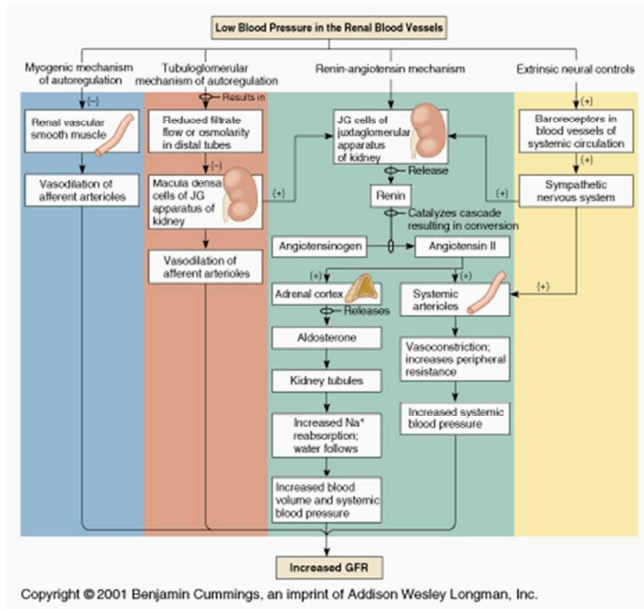 Low Blood Pressure in the Renal Blood Vessels
Myogenic mechanism
of autoregulation
Tubuloglomerular
mechanism of autoregulation
Renin-angiotensin mechanism
Extrinsic neural controls
(–)
Renal vascular
smooth muscle
Vasodilation of
afferent arterioles
Results in
Reduced filtrate
flow or osmolarity
in distal tubes
(–)
Macula densa
cells of JG
apparatus of
kidney
(+)
Vasodilation of
afferent arterioles
JG cells of
juxtaglomerular
apparatus
of kidney
Release
Renin
Catalyzes cascade
resulting in conversion
Angiotensinogen
Angiotensin II
(+)
(+)
Adrenal cortex
Releases
Aldosterone
Kidney tubules
Increased Na+
reabsorption;
water follows
Increased blood
volume and systemic
blood pressure
Systemic
arterioles
Vasoconstriction;
increases peripheral
resistance
Increased systemic
blood pressure
(+)
Baroreceptors in
blood vessels of
systemic circulation
(+)
Sympathetic
nervous system
(+)
(+)
Increased GFR
Copyright © 2001 Benjamin Cummings, an imprint of Addison Wesley Longman, Inc.